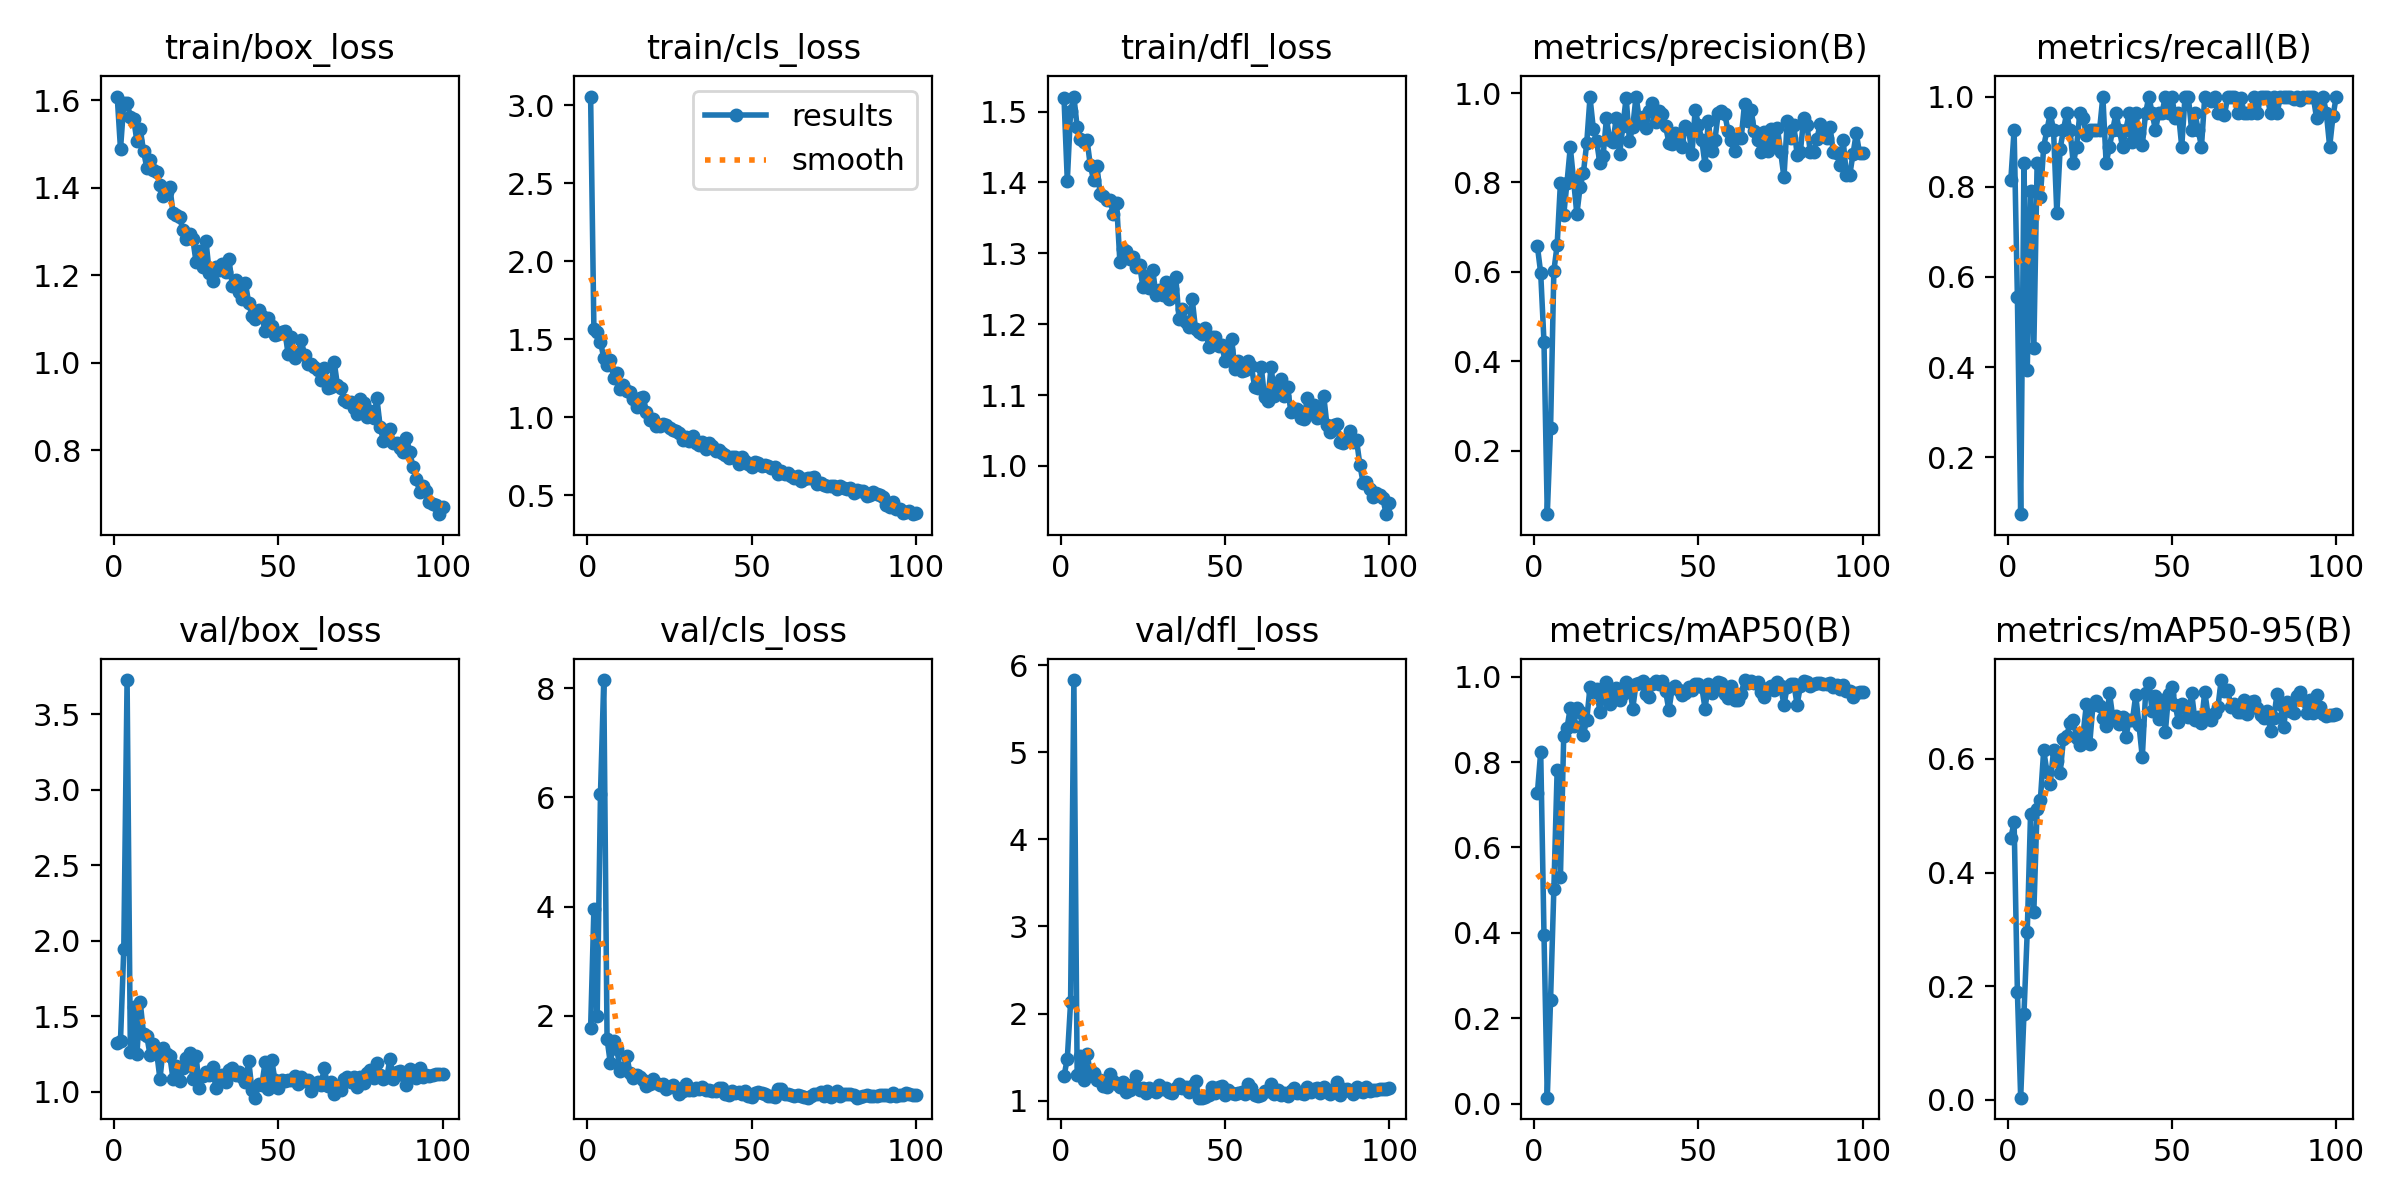 train/box_loss
train/cls_loss
train/dfl_loss
metrics/precision(B)
metrics/recall(B)
1.6
1.4
1.2
1.0
0.8
0 50 100
3.0
2.5
2.0
1.5
1.0
0.5
0 50 100
results
smooth
1.5
1.4
1.3
1.2
1.1
1.0
0 50 100
1.0
0.8
0.6
0.4
0.2
0 50 100
1.0
0.8
0.6
0.4
0.2
0 50 100
val/box_loss
val/cls_loss
val/dfl_loss
metrics/mAP50(B)
metrics/mAP50-95(B)
3.5
3.0
2.5
2.0
1.5
1.0
0 50 100
8
6
4
2
0 50 100
6
5
4
3
2
1
0 50 100
1.0
0.8
0.6
0.4
0.2
0.0
0 50 100
0.6
0.4
0.2
0.0
0 50 100